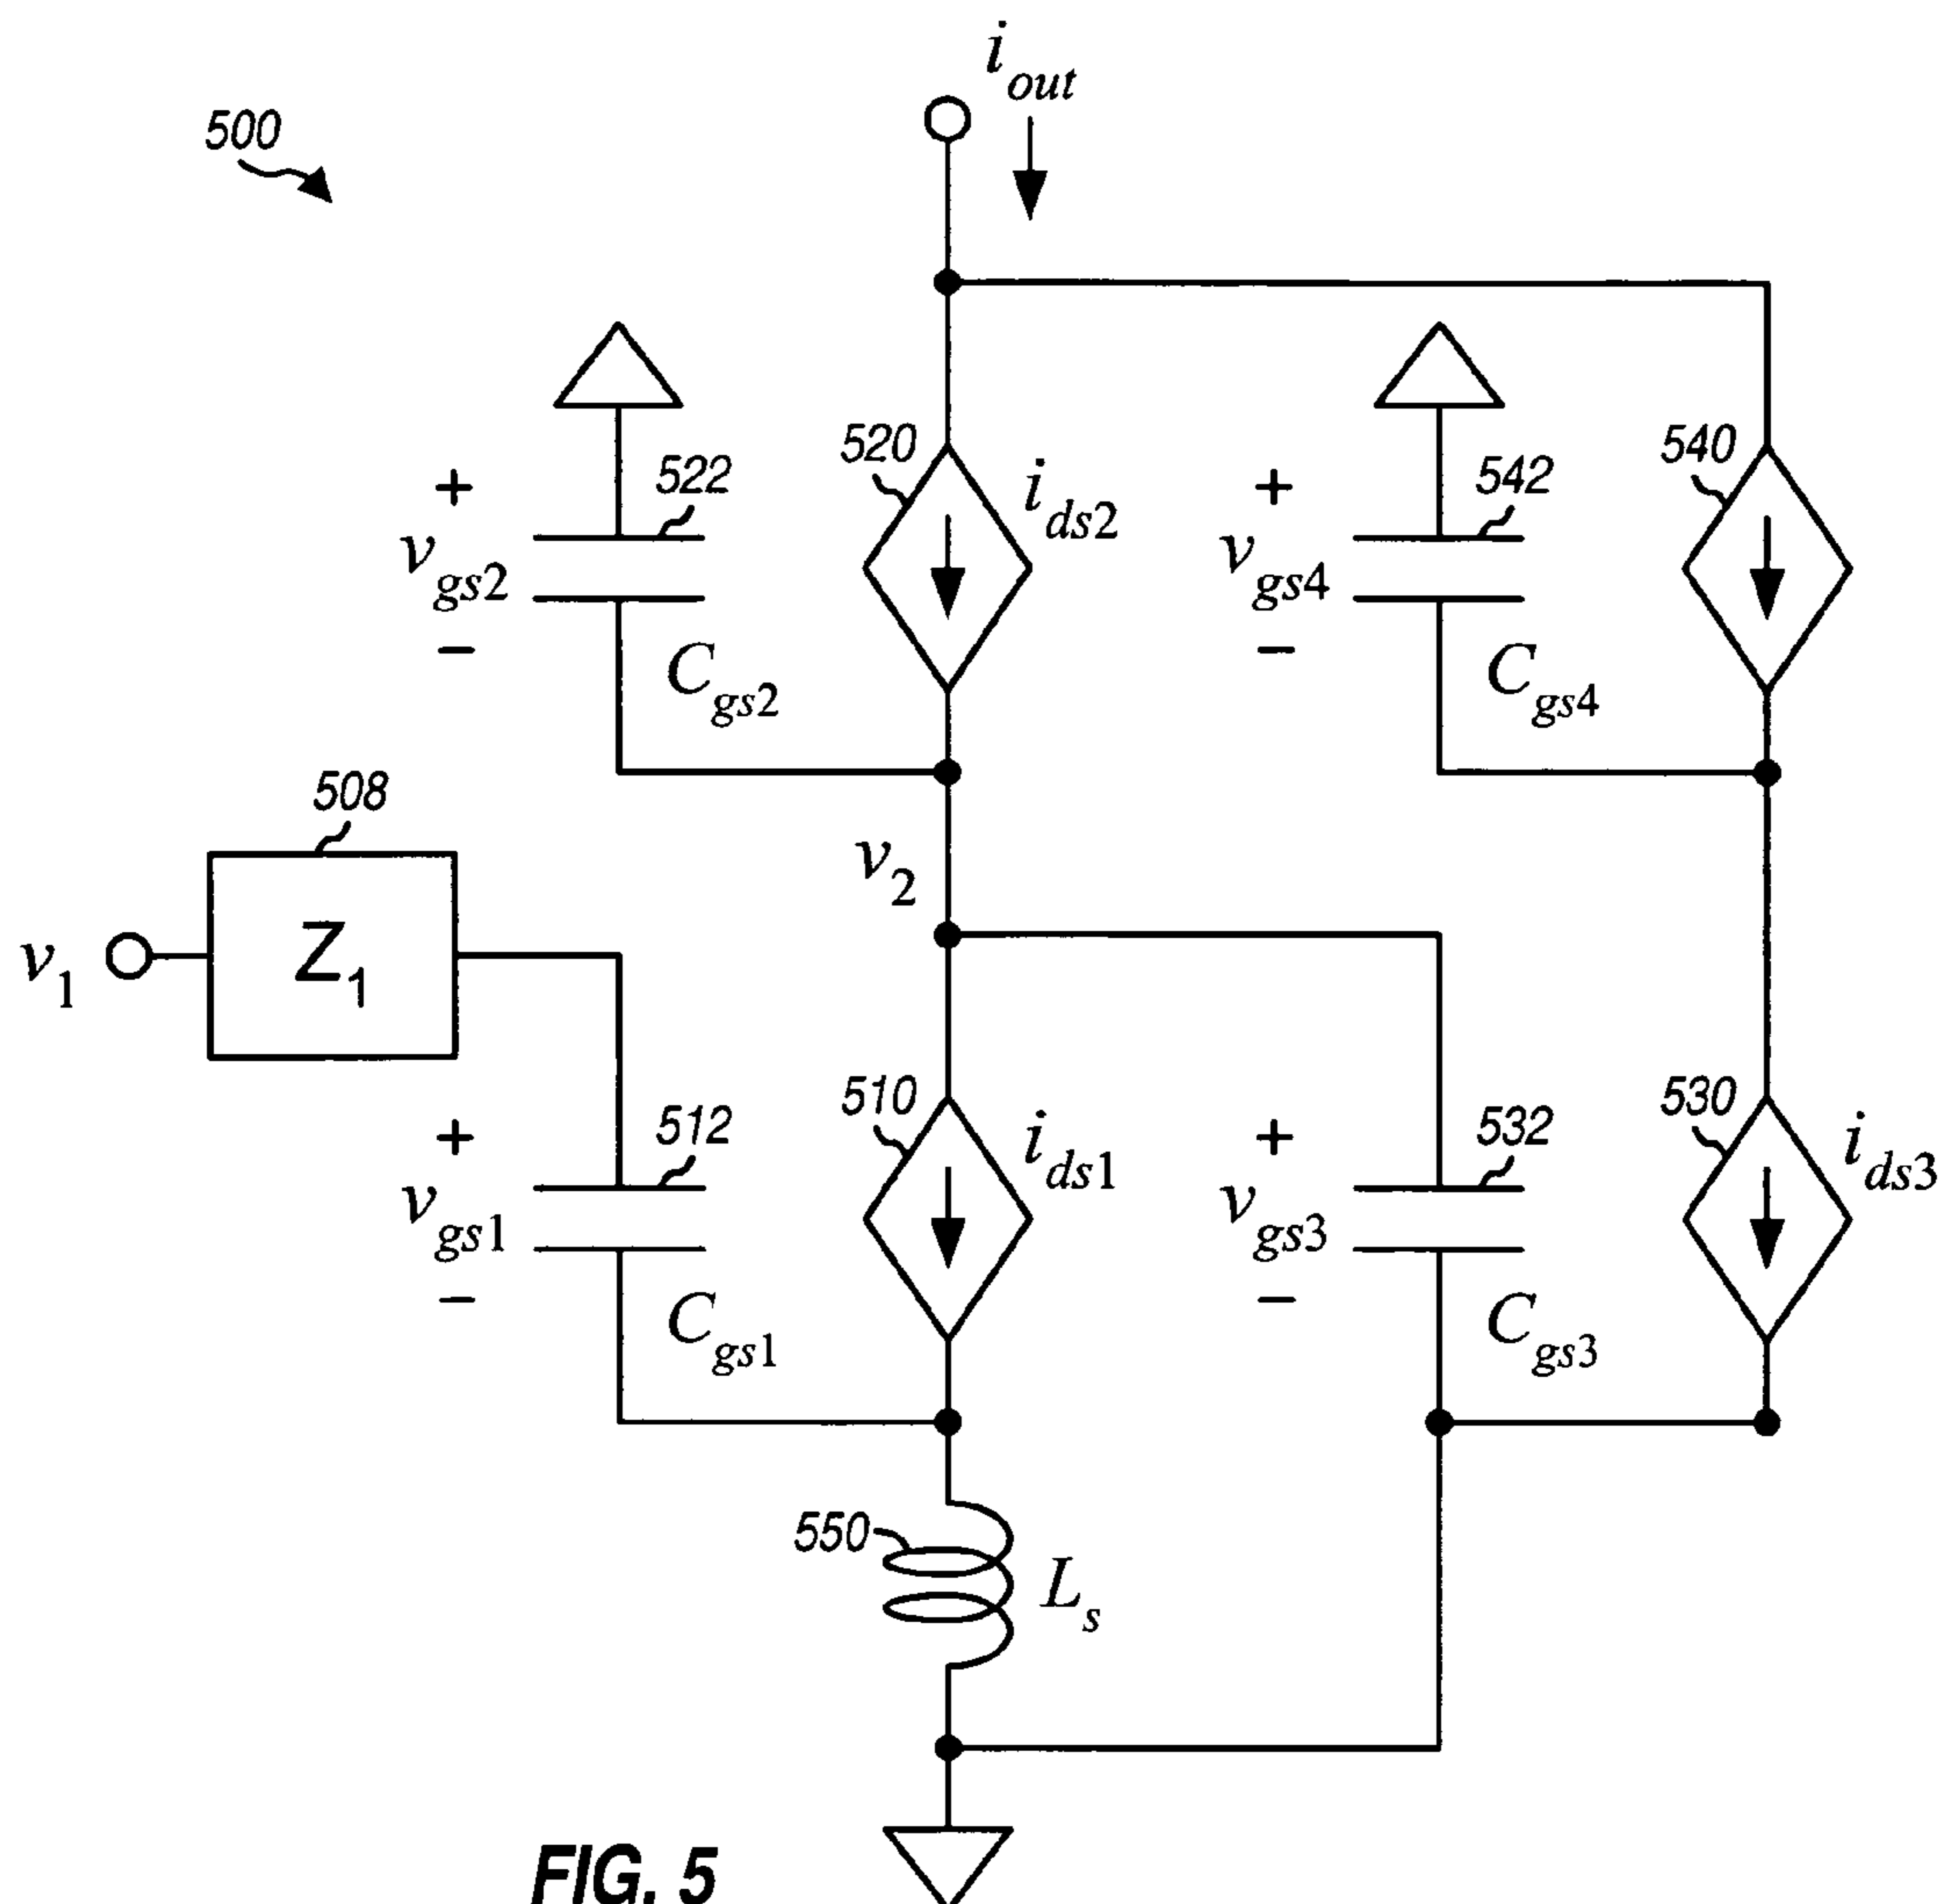 i_out
500
520
522
540
542
+
+
i_ds2
v_gs2
v_gs4
−
−
C_gs2
C_gs4
508
v_2
v_1
Z_1
510
512
530
532
+
+
i_ds1
i_ds3
v_gs1
v_gs3
−
−
C_gs1
C_gs3
550
L_s
FIG. 5